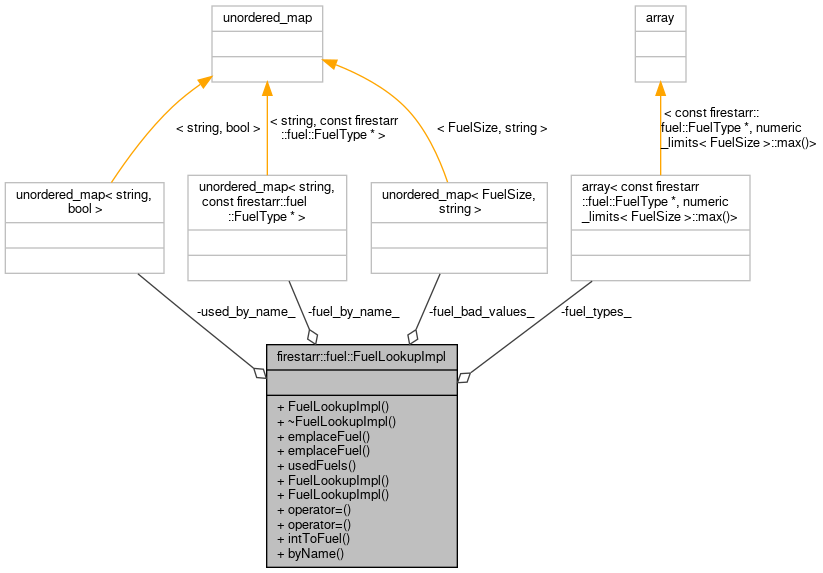 unordered_map
array
< string, bool >
< string, const firestarr
::fuel::FuelType * >
< FuelSize, string >
< const firestarr::
fuel::FuelType *, numeric
_limits< FuelSize >::max()>
unordered_map< string,
bool >
unordered_map< string,
const firestarr::fuel
::FuelType * >
unordered_map< FuelSize,
string >
array< const firestarr
::fuel::FuelType *, numeric
_limits< FuelSize >::max()>
-used_by_name_
-fuel_by_name_
-fuel_bad_values_
-fuel_types_
firestarr::fuel::FuelLookupImpl
+ FuelLookupImpl()
+ ~FuelLookupImpl()
+ emplaceFuel()
+ emplaceFuel()
+ usedFuels()
+ FuelLookupImpl()
+ FuelLookupImpl()
+ operator=()
+ operator=()
+ intToFuel()
+ byName()